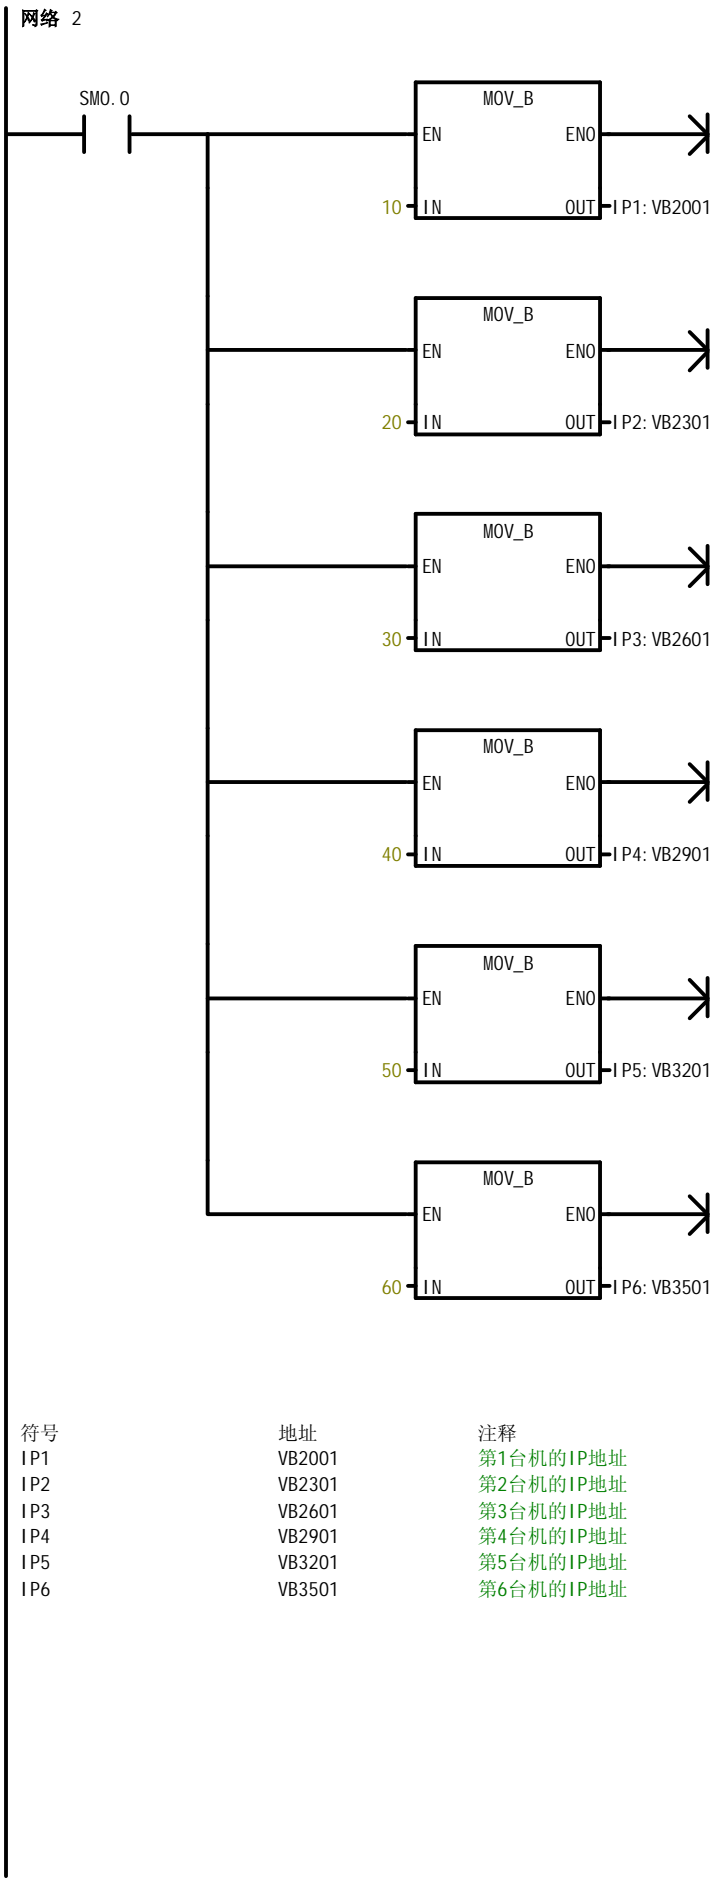 网络 2
SM0.0
MOV_B
EN ENO
10 IN OUT IP1:VB2001
MOV_B
EN ENO
20 IN OUT IP2:VB2301
MOV_B
EN ENO
30 IN OUT IP3:VB2601
MOV_B
EN ENO
40 IN OUT IP4:VB2901
MOV_B
EN ENO
50 IN OUT IP5:VB3201
MOV_B
EN ENO
60 IN OUT IP6:VB3501
符号 地址 注释
IP1 VB2001 第1台机的IP地址
IP2 VB2301 第2台机的IP地址
IP3 VB2601 第3台机的IP地址
IP4 VB2901 第4台机的IP地址
IP5 VB3201 第5台机的IP地址
IP6 VB3501 第6台机的IP地址